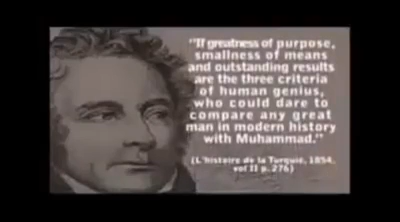 "If greatness of purpose,
smallness of means
and outstanding results
are the three criteria
of human genius,
who could dare to
compare any great
man in modern history
with Muhammad."
(L'histoire de la Turquie, 1854,
vol II p.276)